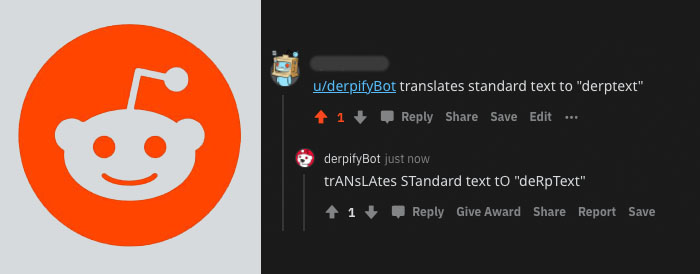 u/derpifyBot translates standard text to "derptext"
1 Reply Share Save Edit ...
derpifyBot just now
trANsLAtes STandard text tO "deRpText"
1 Reply Give Award Share Report Save